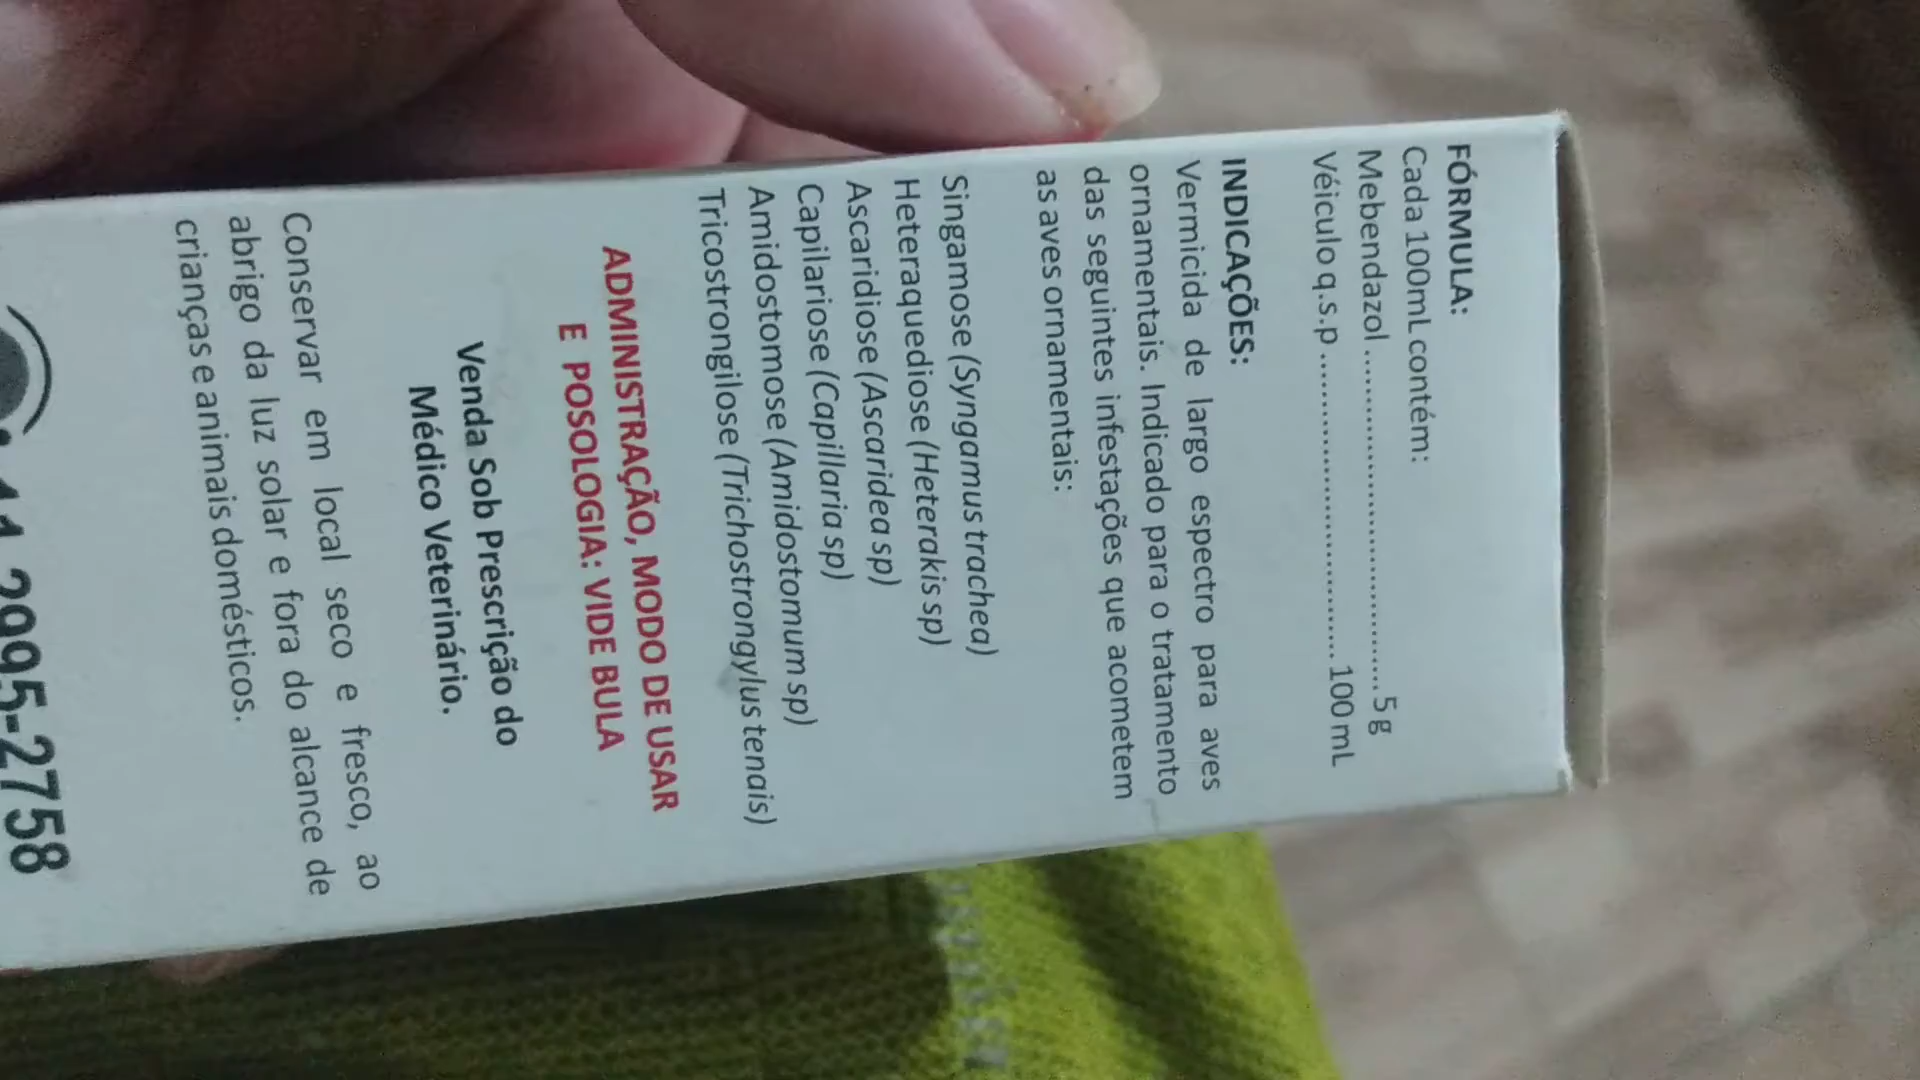 FÓRMULA:
Cada 100mL contém:
Mebendazol ........................................ 5 g
Véiculo q.s.p ................................... 100 mL
INDICAÇÕES:
Vermicida de largo espectro para aves
ornamentais. Indicado para o tratamento
das seguintes infestações que acometem
as aves ornamentais:
Singamose (Syngamus trachea)
Heteraquediose (Heterakis sp)
Ascaridiose (Ascaridea sp)
Capilariose (Capillaria sp)
Amidostomose (Amidostomum sp)
Tricostrongilose (Trichostrongylus tenais)
ADMINISTRAÇÃO, MODO DE USAR
E POSOLOGIA: VIDE BULA
Venda Sob Prescrição do
Médico Veterinário.
Conservar em local seco e fresco, ao
abrigo da luz solar e fora do alcance de
crianças e animais domésticos.
2995-2758